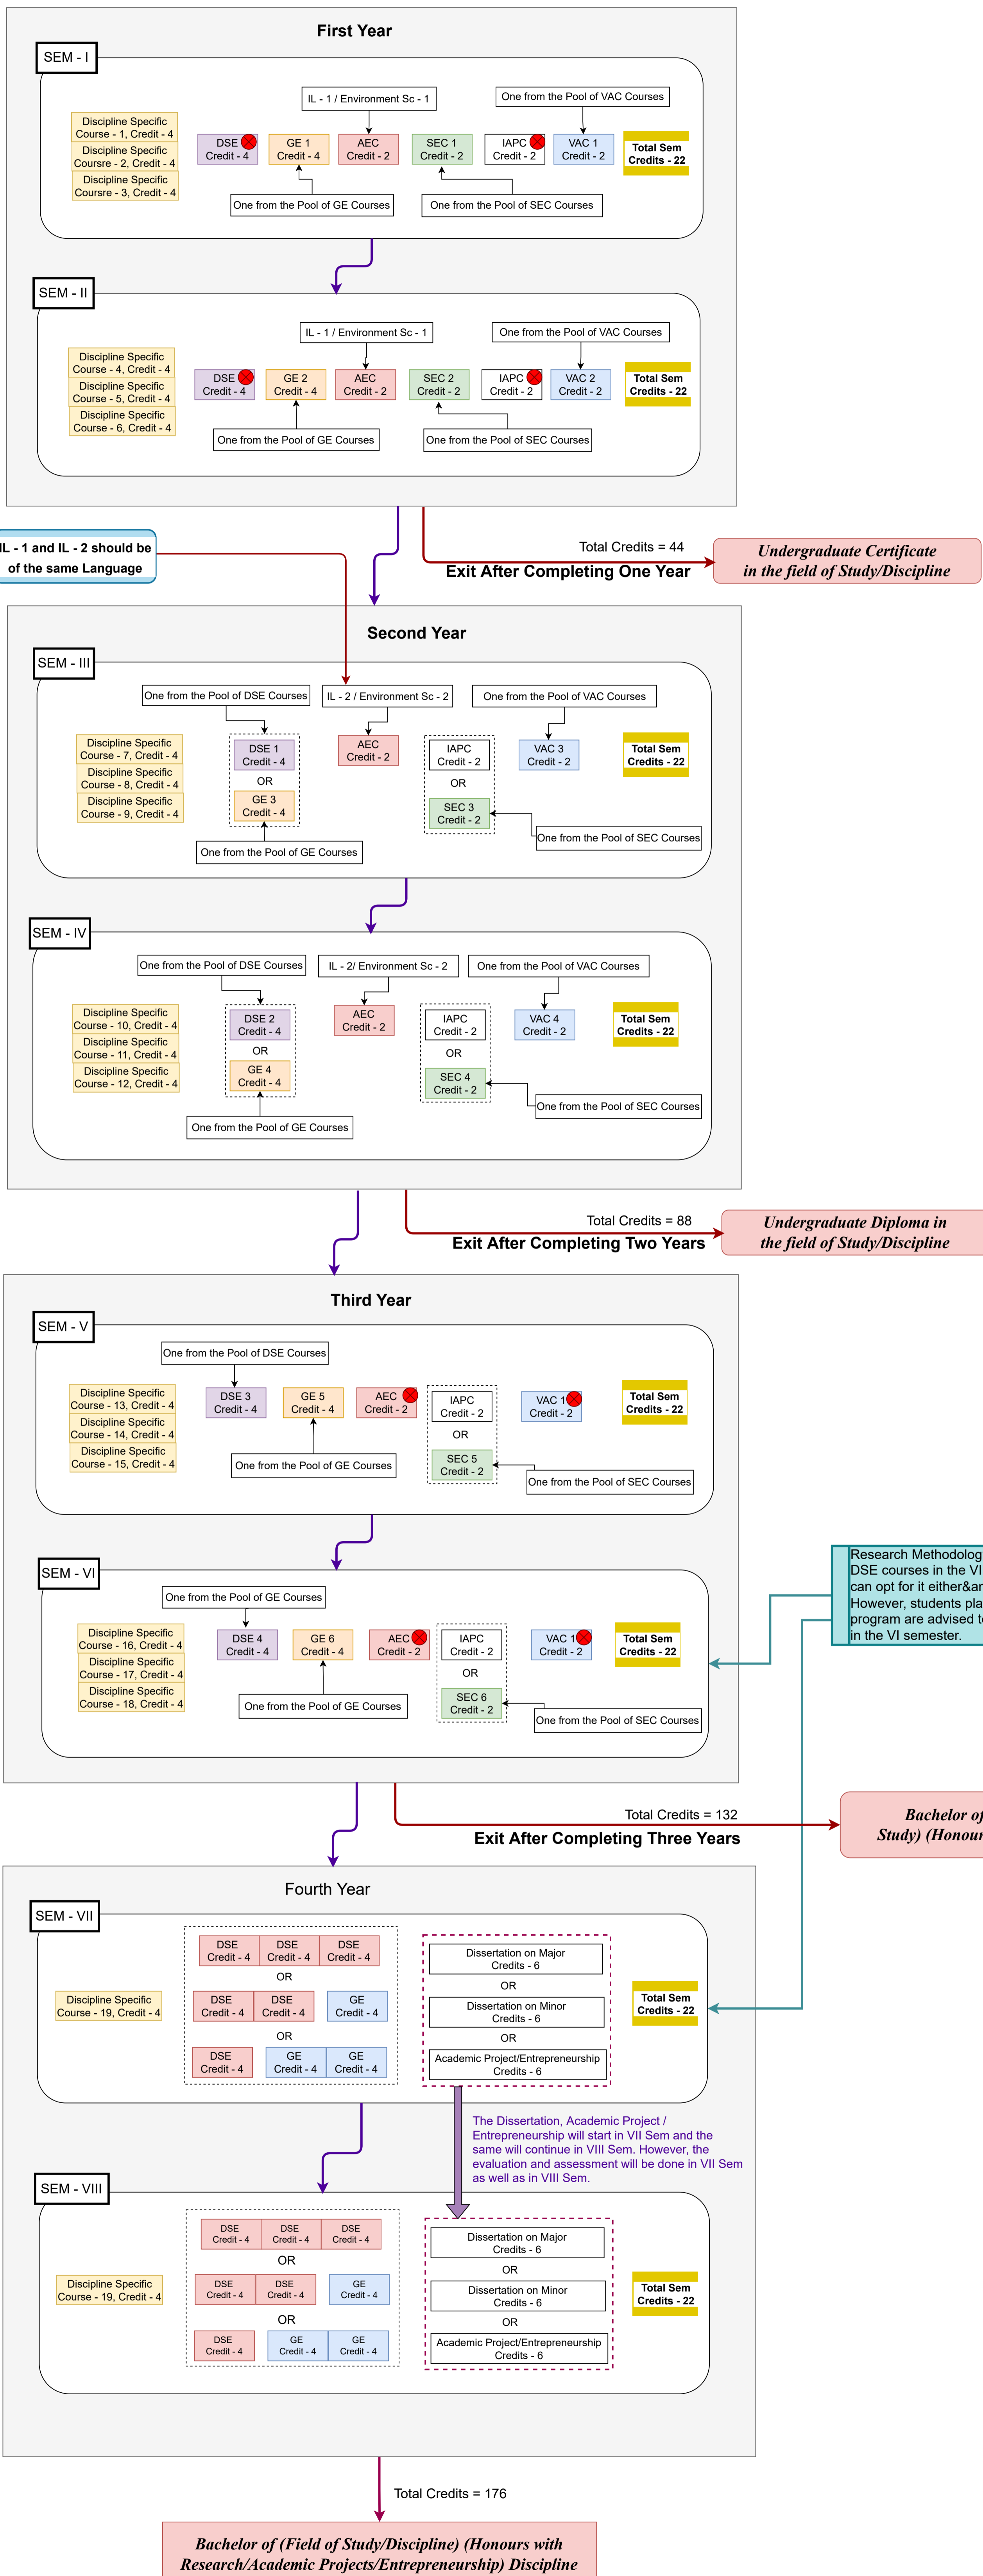 First Year
SEM - I
IL - 1 / Environment Sc - 1
One from the Pool of VAC Courses
Discipline Specific
Course - 1, Credit - 4
Discipline Specific
Coursre - 2, Credit - 4
Discipline Specific
Coursre - 3, Credit - 4
DSE
Credit - 4
GE 1
Credit - 4
AEC
Credit - 2
SEC 1
Credit - 2
IAPC
Credit - 2
VAC 1
Credit - 2
Total Sem
Credits - 22
One from the Pool of GE Courses
One from the Pool of SEC Courses
SEM - II
IL - 1 / Environment Sc - 1
One from the Pool of VAC Courses
Discipline Specific
Course - 4, Credit - 4
Discipline Specific
Course - 5, Credit - 4
Discipline Specific
Course - 6, Credit - 4
DSE
Credit - 4
GE 2
Credit - 4
AEC
Credit - 2
SEC 2
Credit - 2
IAPC
Credit - 2
VAC 2
Credit - 2
Total Sem
Credits - 22
One from the Pool of GE Courses
One from the Pool of SEC Courses
IL - 1 and IL - 2 should be
of the same Language
Total Credits = 44
Exit After Completing One Year
Undergraduate Certificate
in the field of Study/Discipline
Second Year
SEM - III
One from the Pool of DSE Courses
IL - 2 / Environment Sc - 2
One from the Pool of VAC Courses
Discipline Specific
Course - 7, Credit - 4
Discipline Specific
Course - 8, Credit - 4
Discipline Specific
Course - 9, Credit - 4
DSE 1
Credit - 4
OR
GE 3
Credit - 4
AEC
Credit - 2
IAPC
Credit - 2
OR
SEC 3
Credit - 2
VAC 3
Credit - 2
Total Sem
Credits - 22
One from the Pool of SEC Courses
One from the Pool of GE Courses
SEM - IV
One from the Pool of DSE Courses
IL - 2/ Environment Sc - 2
One from the Pool of VAC Courses
Discipline Specific
Course - 10, Credit - 4
Discipline Specific
Course - 11, Credit - 4
Discipline Specific
Course - 12, Credit - 4
DSE 2
Credit - 4
OR
GE 4
Credit - 4
AEC
Credit - 2
IAPC
Credit - 2
OR
SEC 4
Credit - 2
VAC 4
Credit - 2
Total Sem
Credits - 22
One from the Pool of SEC Courses
One from the Pool of GE Courses
Total Credits = 88
Exit After Completing Two Years
Undergraduate Diploma in
the field of Study/Discipline
Third Year
SEM - V
One from the Pool of DSE Courses
Discipline Specific
Course - 13, Credit - 4
Discipline Specific
Course - 14, Credit - 4
Discipline Specific
Course - 15, Credit - 4
DSE 3
Credit - 4
GE 5
Credit - 4
AEC
Credit - 2
IAPC
Credit - 2
OR
SEC 5
Credit - 2
VAC 1
Credit - 2
Total Sem
Credits - 22
One from the Pool of GE Courses
One from the Pool of SEC Courses
SEM - VI
One from the Pool of GE Courses
Discipline Specific
Course - 16, Credit - 4
Discipline Specific
Course - 17, Credit - 4
Discipline Specific
Course - 18, Credit - 4
DSE 4
Credit - 4
GE 6
Credit - 4
AEC
Credit - 2
IAPC
Credit - 2
OR
SEC 6
Credit - 2
VAC 1
Credit - 2
Total Sem
Credits - 22
One from the Pool of GE Courses
One from the Pool of SEC Courses
Research
DSE courses in the VI
can opt for it
However, students
program are advised
in the VI semester.
Total Credits = 132
Exit After Completing Three Years
Bachelor of
Study)
Fourth Year
SEM - VII
Discipline Specific
Course - 19, Credit - 4
DSE
Credit - 4
DSE
Credit - 4
DSE
Credit - 4
OR
DSE
Credit - 4
DSE
Credit - 4
GE
Credit - 4
OR
DSE
Credit - 4
GE
Credit - 4
GE
Credit - 4
Dissertation on Major
Credits - 6
OR
Dissertation on Minor
Credits - 6
OR
Academic Project/Entrepreneurship
Credits - 6
Total Sem
Credits - 22
The Dissertation, Academic Project /
Entrepreneurship will start in VII Sem and the
same will continue in VIII Sem. However, the
evaluation and assessment will be done in VII Sem
as well as in VIII Sem.
SEM - VIII
Discipline Specific
Course - 19, Credit - 4
DSE
Credit - 4
DSE
Credit - 4
DSE
Credit - 4
OR
DSE
Credit - 4
DSE
Credit - 4
GE
Credit - 4
OR
DSE
Credit - 4
GE
Credit - 4
GE
Credit - 4
Dissertation on Major
Credits - 6
OR
Dissertation on Minor
Credits - 6
OR
Academic Project/Entrepreneurship
Credits - 6
Total Sem
Credits - 22
Total Credits = 176
Bachelor of (Field of Study/Discipline) (Honours with
Research/Academic Projects/Entrepreneurship) Discipline